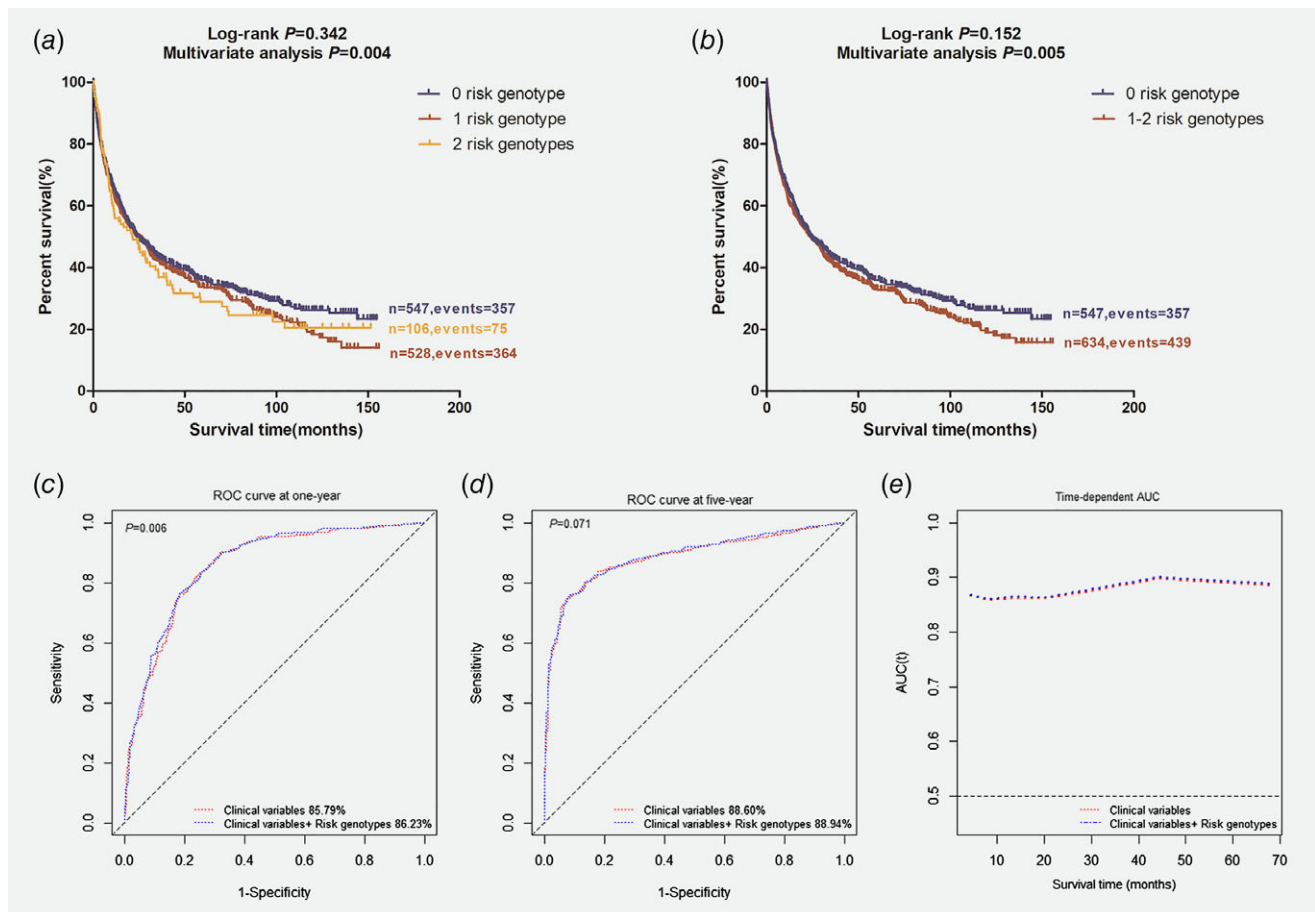 (a)
Log-rank P=0.342
Multivariate analysis P=0.004
0 risk genotype
1 risk genotype
2 risk genotypes
Percent survival(%)
100
80
60
40
20
0
n=547,events=357
n=106,events=75
n=528,events=364
0 50 100 150 200
Survival time(months)
(b)
Log-rank P=0.152
Multivariate analysis P=0.005
0 risk genotype
1-2 risk genotypes
Percent survival(%)
100
80
60
40
20
0
n=547,events=357
n=634,events=439
0 50 100 150 200
Survival time(months)
(c)
ROC curve at one-year
P=0.006
Sensitivity
1.0
0.8
0.6
0.4
0.2
0.0
Clinical variables 85.79%
Clinical variables+ Risk genotypes 86.23%
0.0 0.2 0.4 0.6 0.8 1.0
1-Specificity
(d)
ROC curve at five-year
P=0.071
Sensitivity
1.0
0.8
0.6
0.4
0.2
0.0
Clinical variables 88.60%
Clinical variables+ Risk genotypes 88.94%
0.0 0.2 0.4 0.6 0.8 1.0
1-Specificity
(e)
Time-dependent AUC
AUC(t)
1.0
0.9
0.8
0.7
0.6
0.5
Clinical variables
Clinical variables+ Risk genotypes
10 20 30 40 50 60 70
Survival time (months)